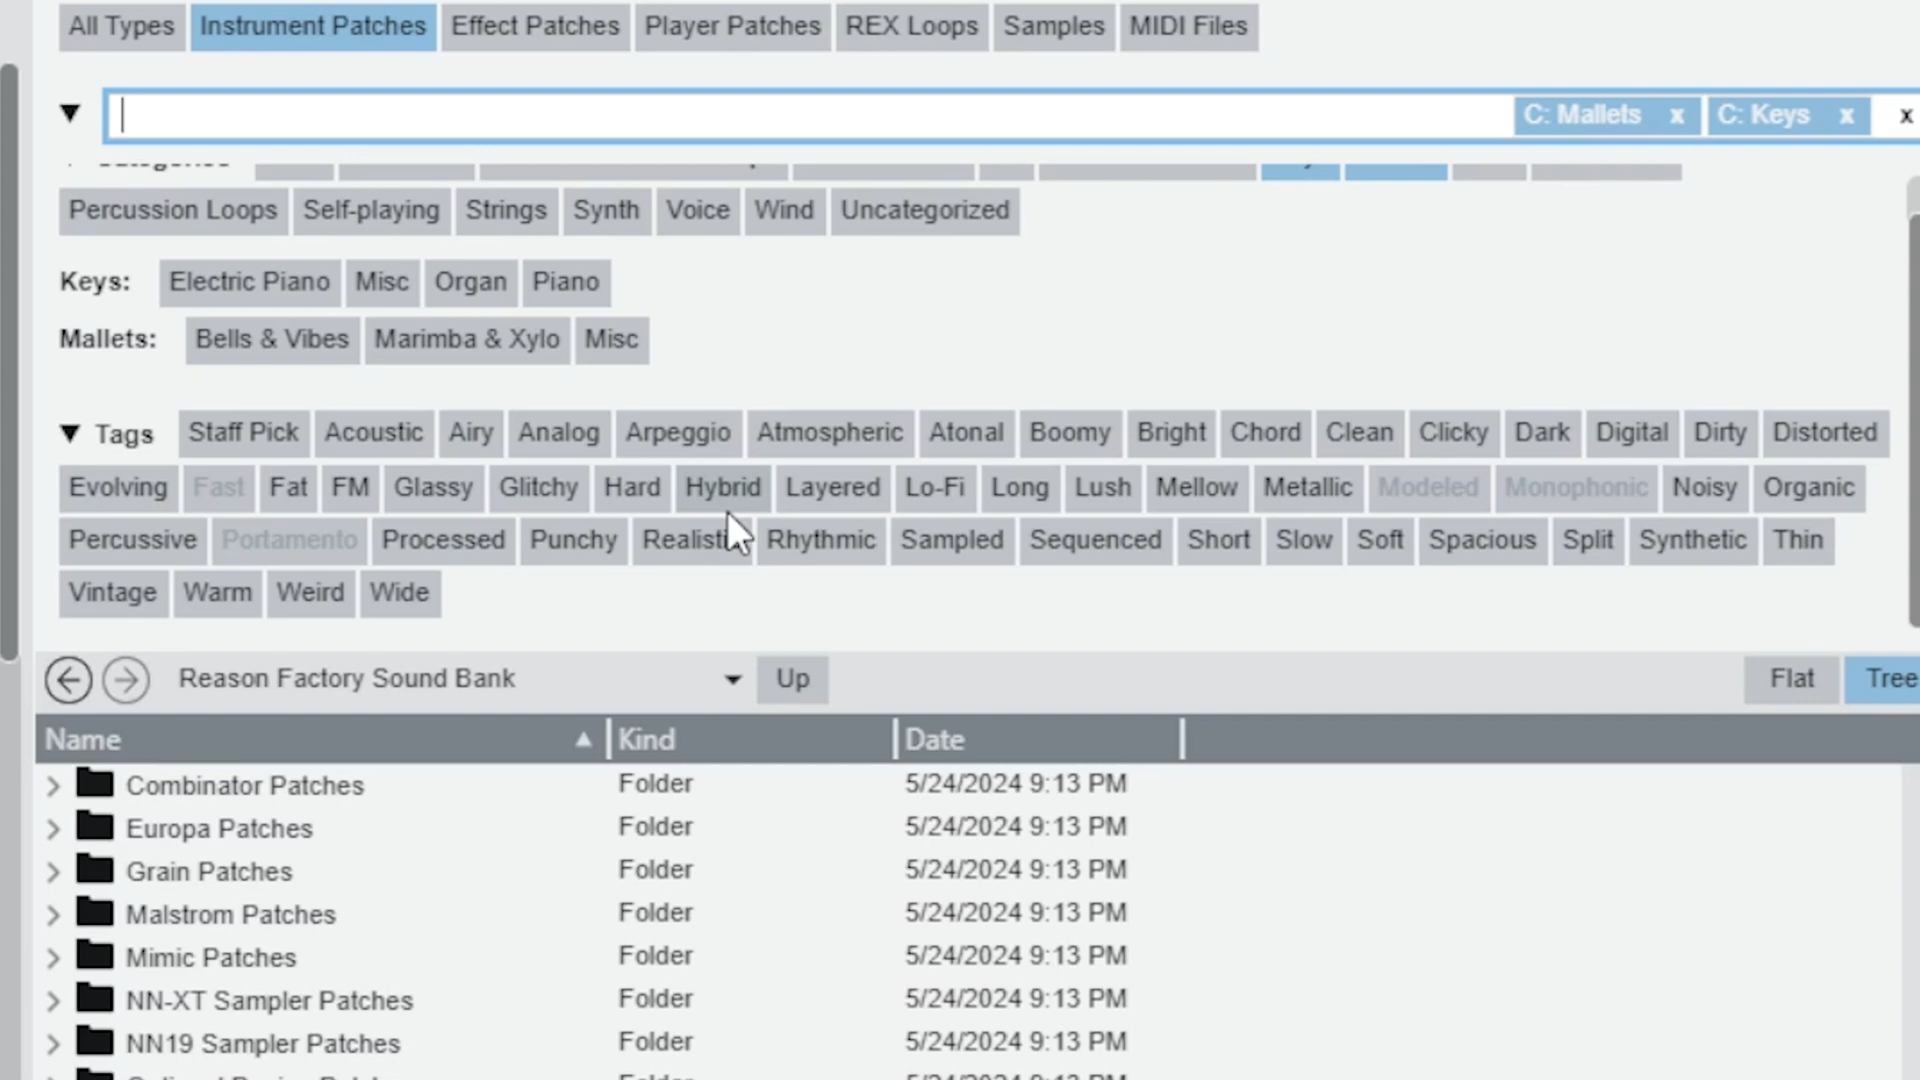 All Types Instrument Patches Effect Patches Player Patches REX Loops Samples MIDI Files
C: Mallets x C: Keys x x
Percussion Loops Self-playing Strings Synth Voice Wind Uncategorized
Keys: Electric Piano Misc Organ Piano
Mallets: Bells & Vibes Marimba & Xylo Misc
Tags Staff Pick Acoustic Airy Analog Arpeggio Atmospheric Atonal Boomy Bright Chord Clean Clicky Dark Digital Dirty Distorted
Evolving Fast Fat FM Glassy Glitchy Hard Hybrid Layered Lo-Fi Long Lush Mellow Metallic Modeled Monophonic Noisy Organic
Percussive Portamento Processed Punchy Realistic Rhythmic Sampled Sequenced Short Slow Soft Spacious Split Synthetic Thin
Vintage Warm Weird Wide
Reason Factory Sound Bank Up Flat Tree
Name Kind Date
Combinator Patches Folder 5/24/2024 9:13 PM
Europa Patches Folder 5/24/2024 9:13 PM
Grain Patches Folder 5/24/2024 9:13 PM
Malstrom Patches Folder 5/24/2024 9:13 PM
Mimic Patches Folder 5/24/2024 9:13 PM
NN-XT Sampler Patches Folder 5/24/2024 9:13 PM
NN19 Sampler Patches Folder 5/24/2024 9:13 PM